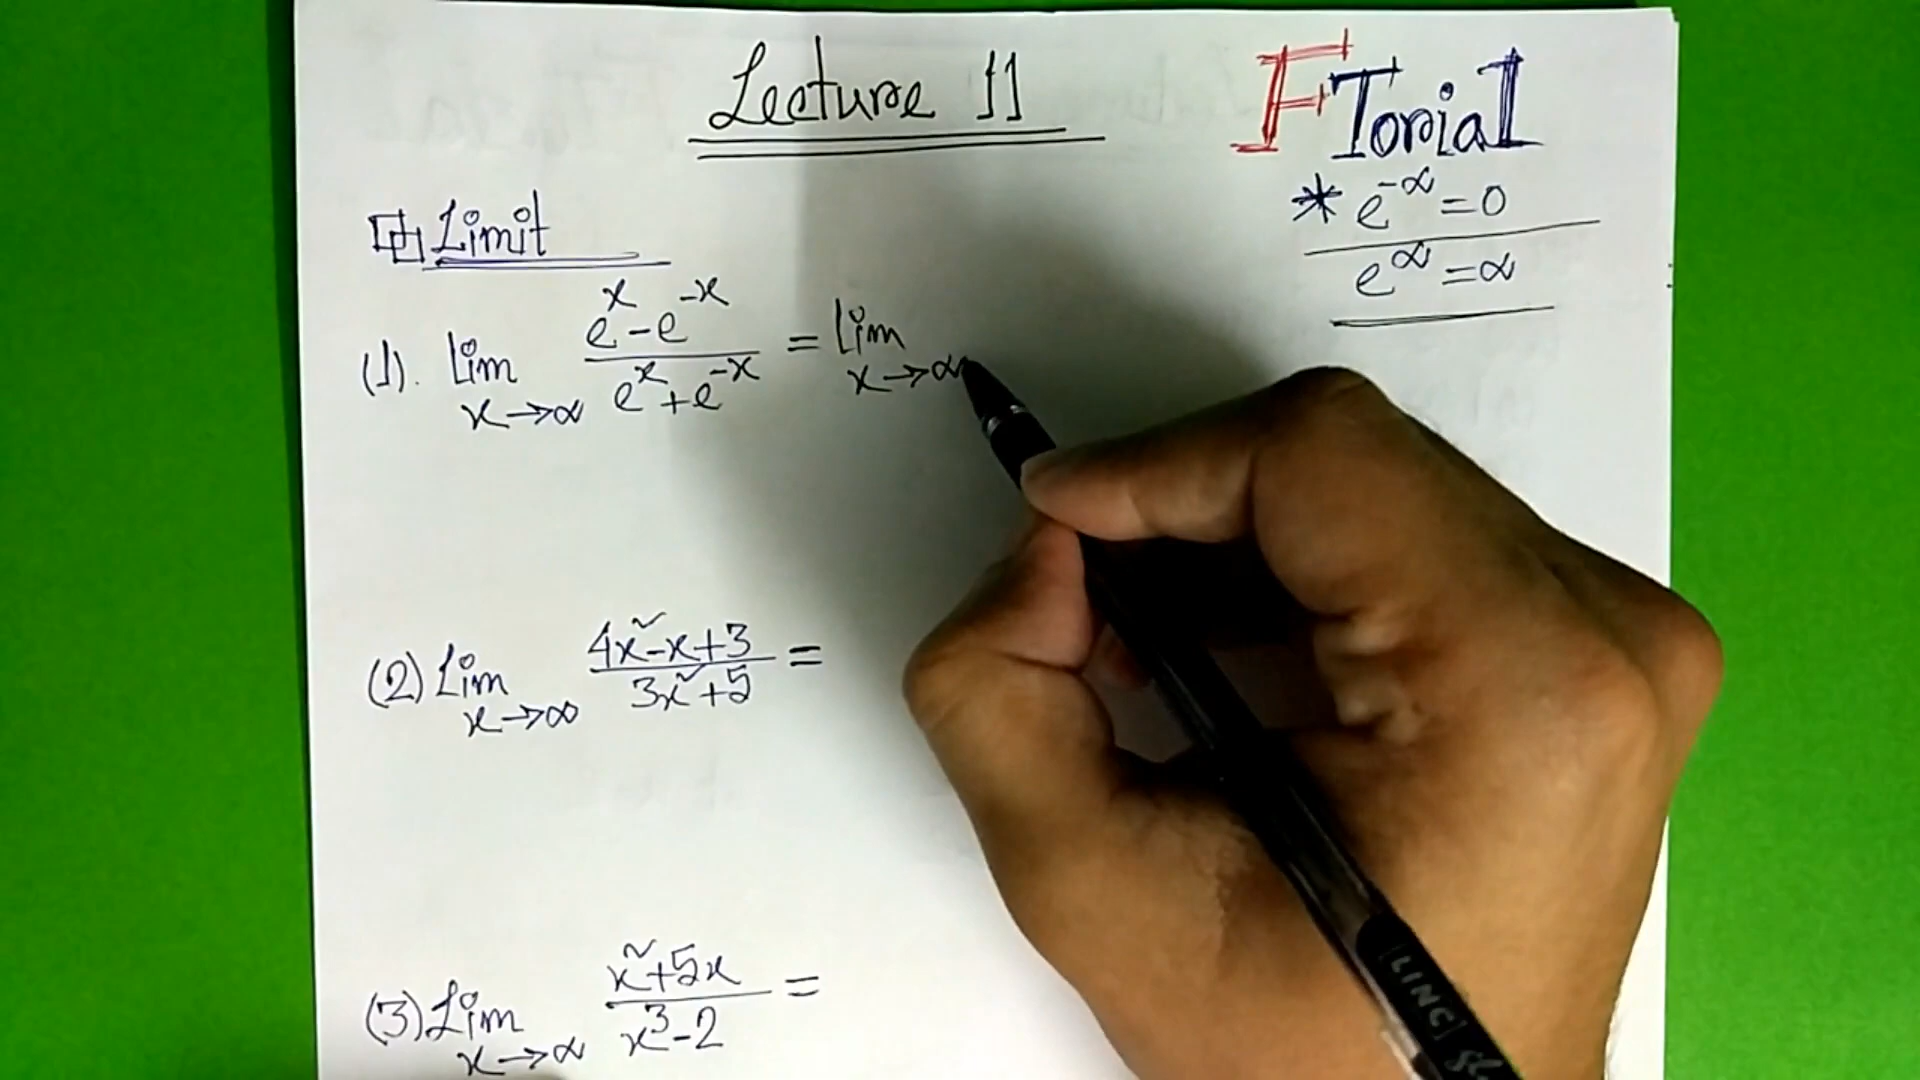 Lecture 11
FTorial
* e^-∞ = 0
e^∞ = ∞
Limit
(1). Lim x→∞ (e^x - e^-x)/(e^x + e^-x) = Lim x→∞
(2) Lim x→∞ (4x² - x + 3)/(3x² + 5) =
(3) Lim x→∞ (x² + 5x)/(x³ - 2) =
LINC